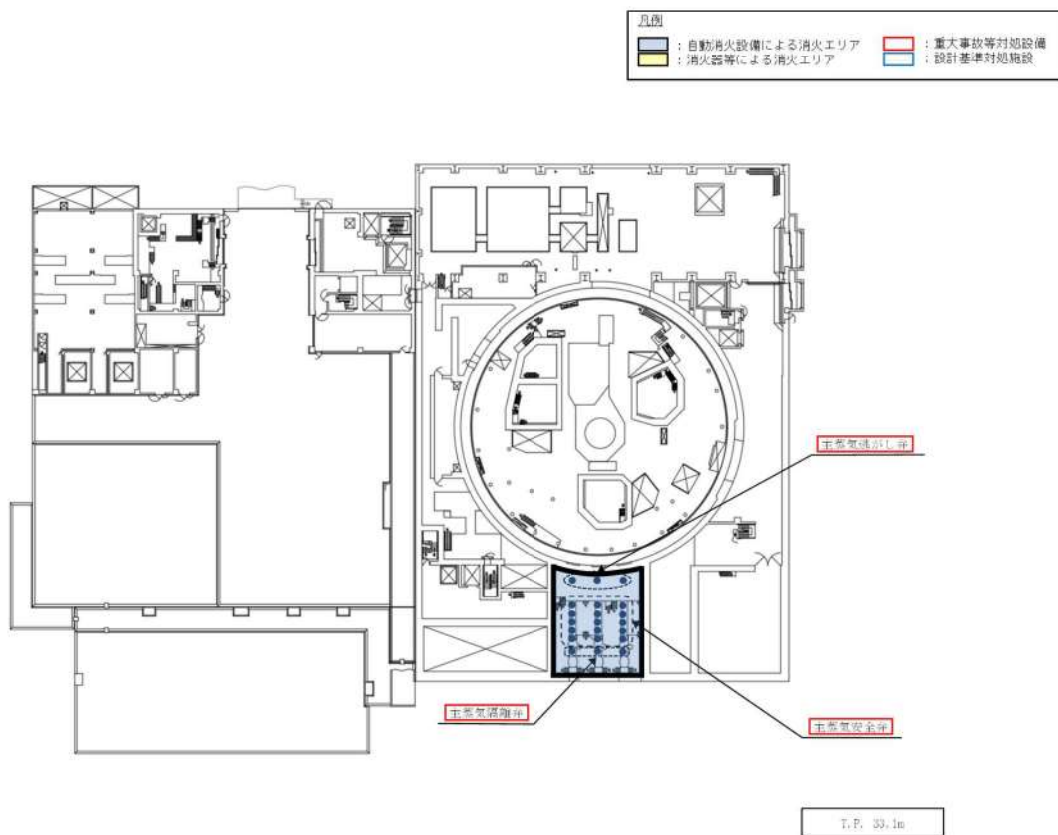 凡例
：自動消火設備による消火エリア
：重大事故等対処設備
：消火器等による消火エリア
：設計基準対処施設
主蒸気逃がし弁
主蒸気隔離弁
主蒸気安全弁
T.P. 33.1m